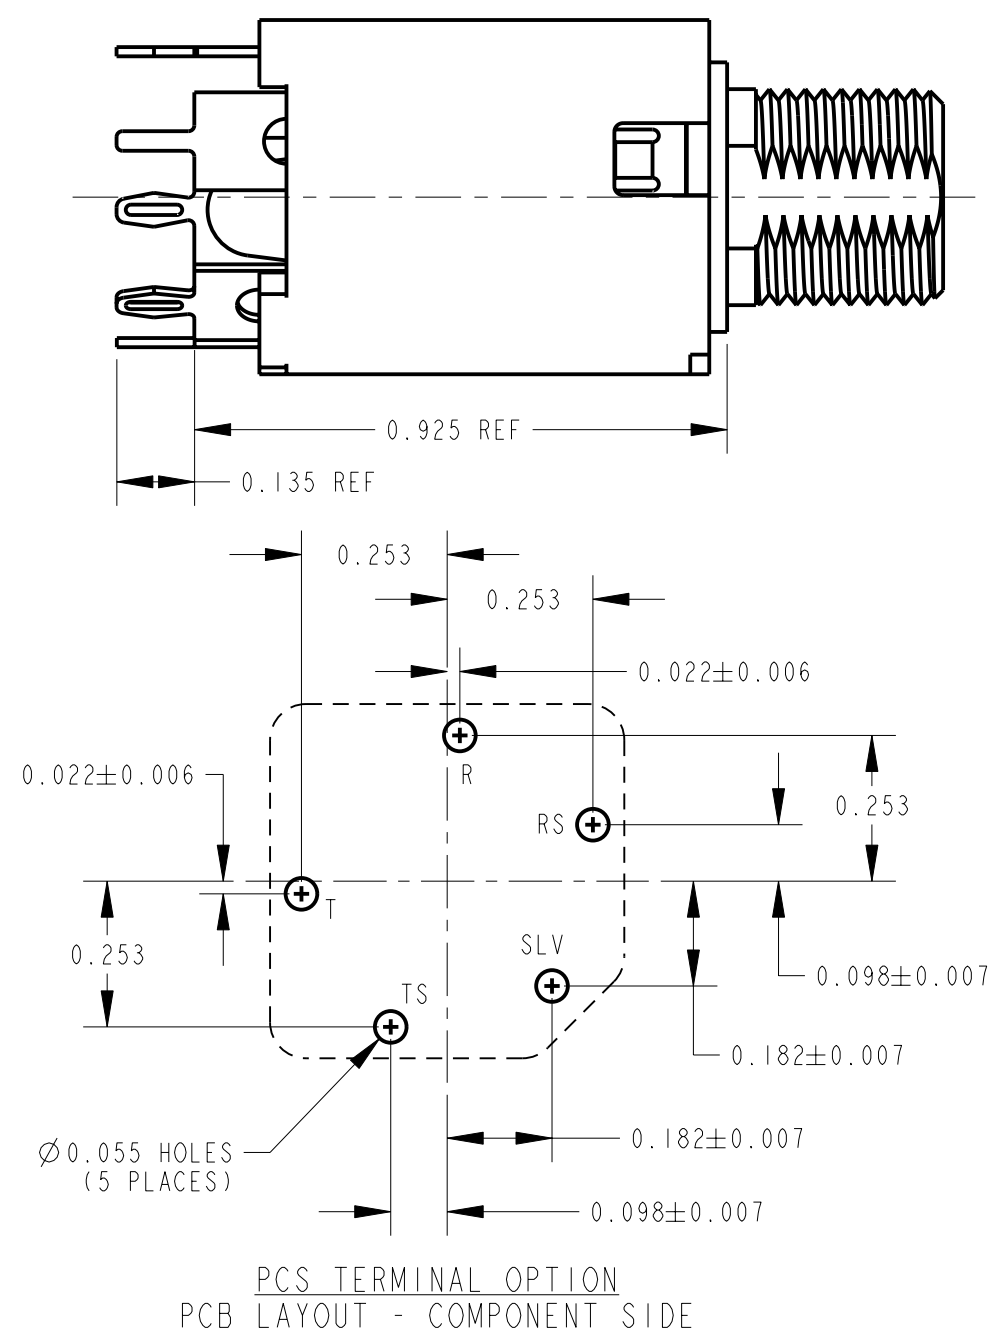 0.925 REF
0.135 REF
0.253
0.253
0.022±0.006
R
0.022±0.006
0.253
RS
T
0.253
SLV
0.098±0.007
TS
0.182±0.007
0.182±0.007
Ø0.055 HOLES
(5 PLACES)
0.098±0.007
PCS TERMINAL OPTION
PCB LAYOUT - COMPONENT SIDE